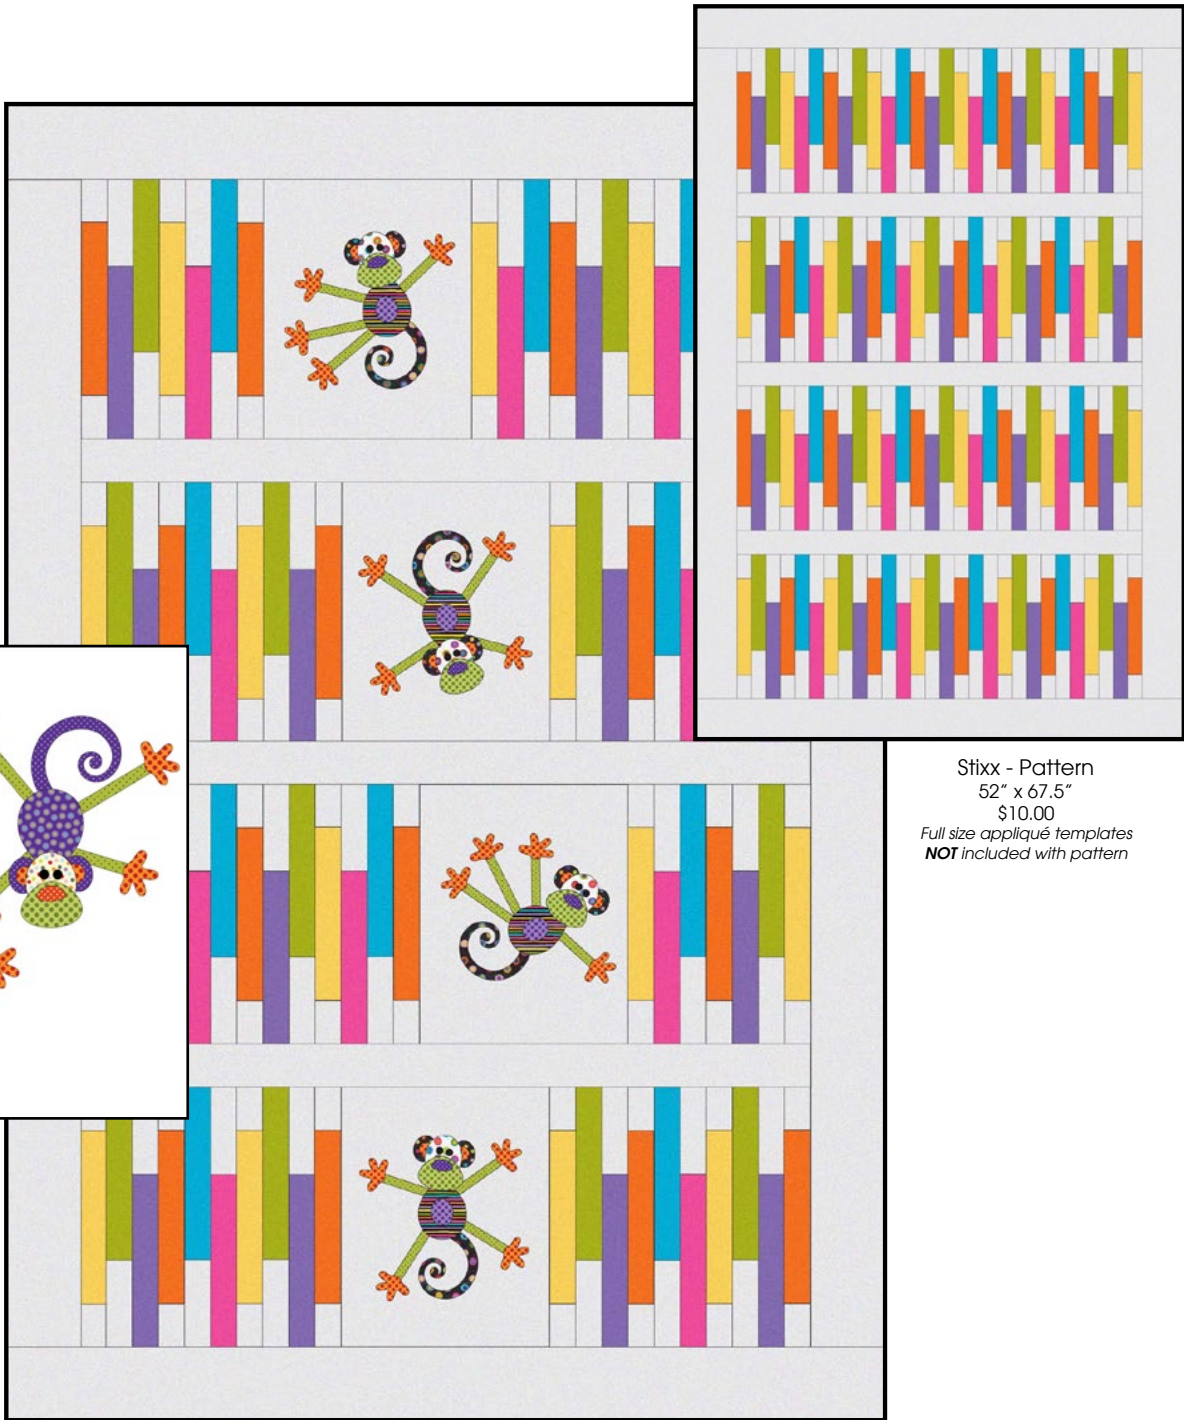 Stixx - Pattern
52” x 67.5”
$10.00
Full size appliqué templates
NOT included with pattern